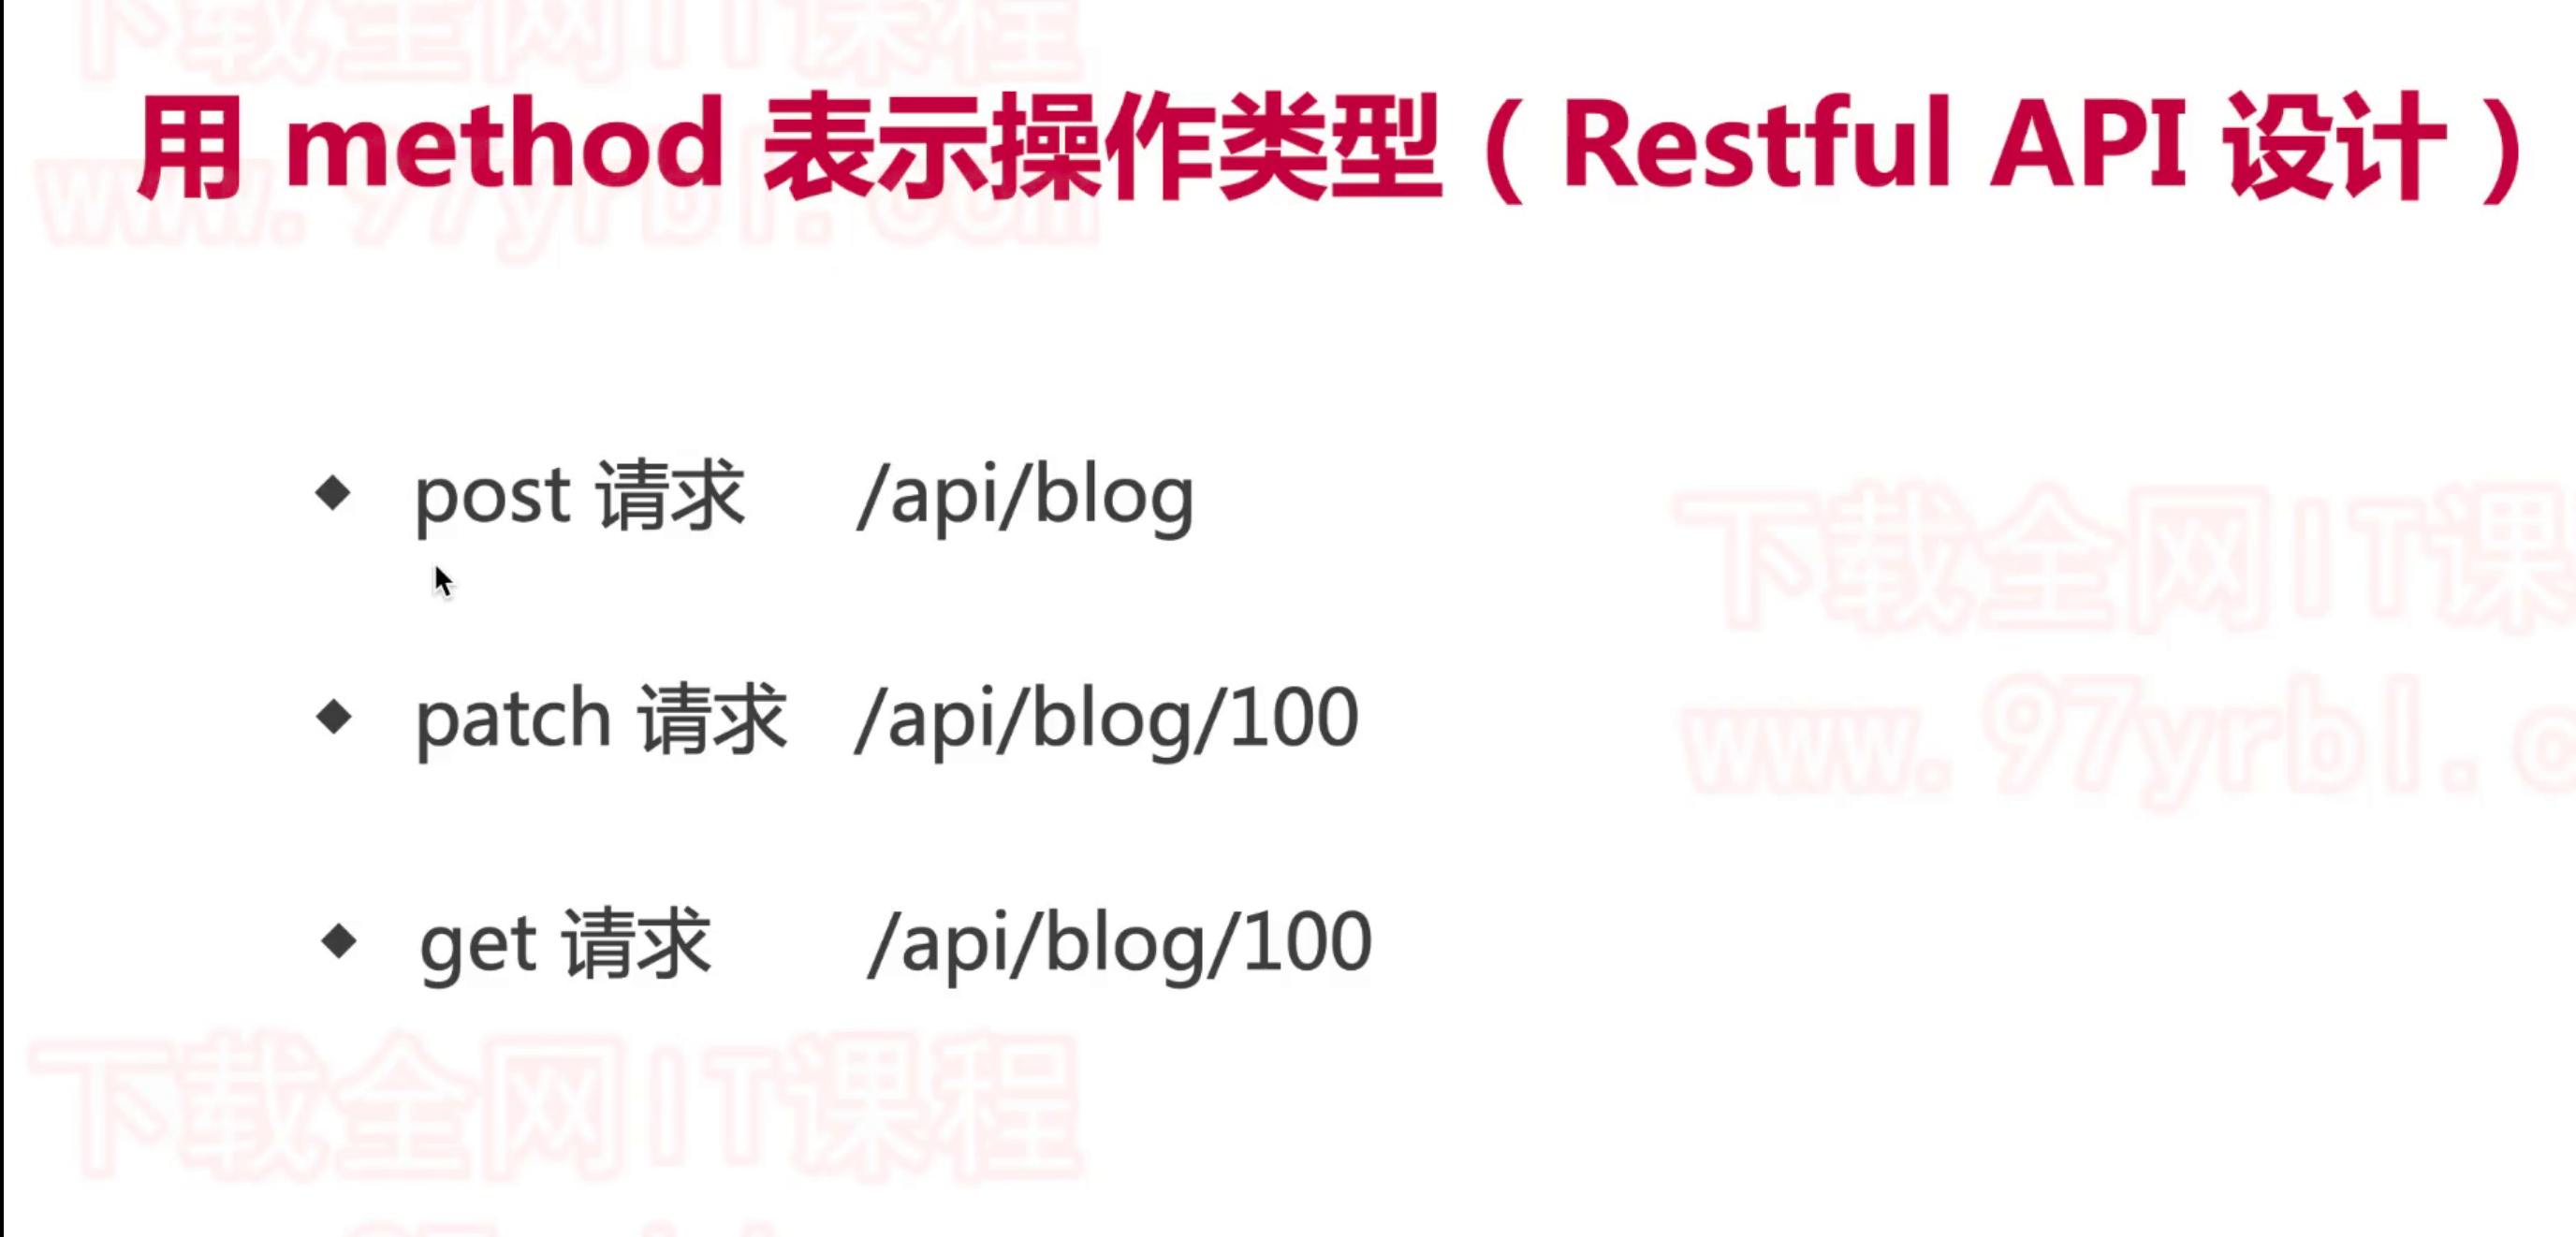 下载全网IT课程
用 method 表示操作类型（Restful API 设计）
www.97yrbl.com
post 请求 /api/blog
下载全网IT课
patch 请求 /api/blog/100
www.97yrbl.c
get 请求 /api/blog/100
下载全网IT课程